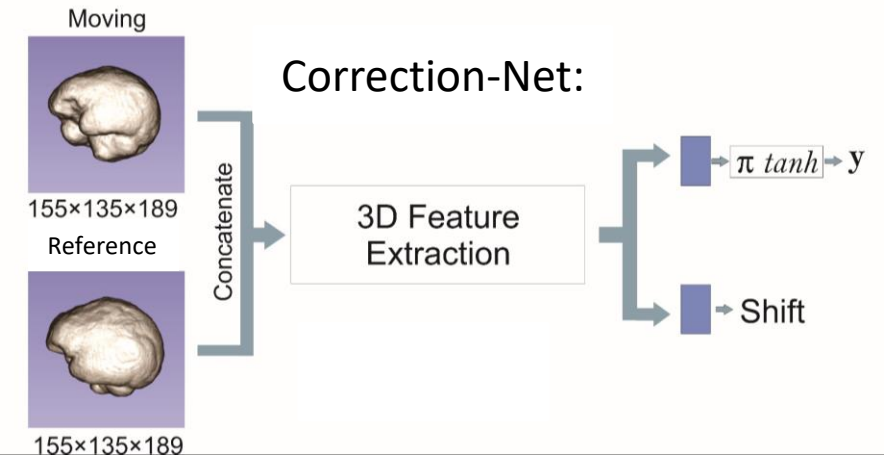 Moving
Correction-Net:
155×135×189
Reference
Concatenate
3D Feature
Extraction
π tanh
y
Shift
155×135×189